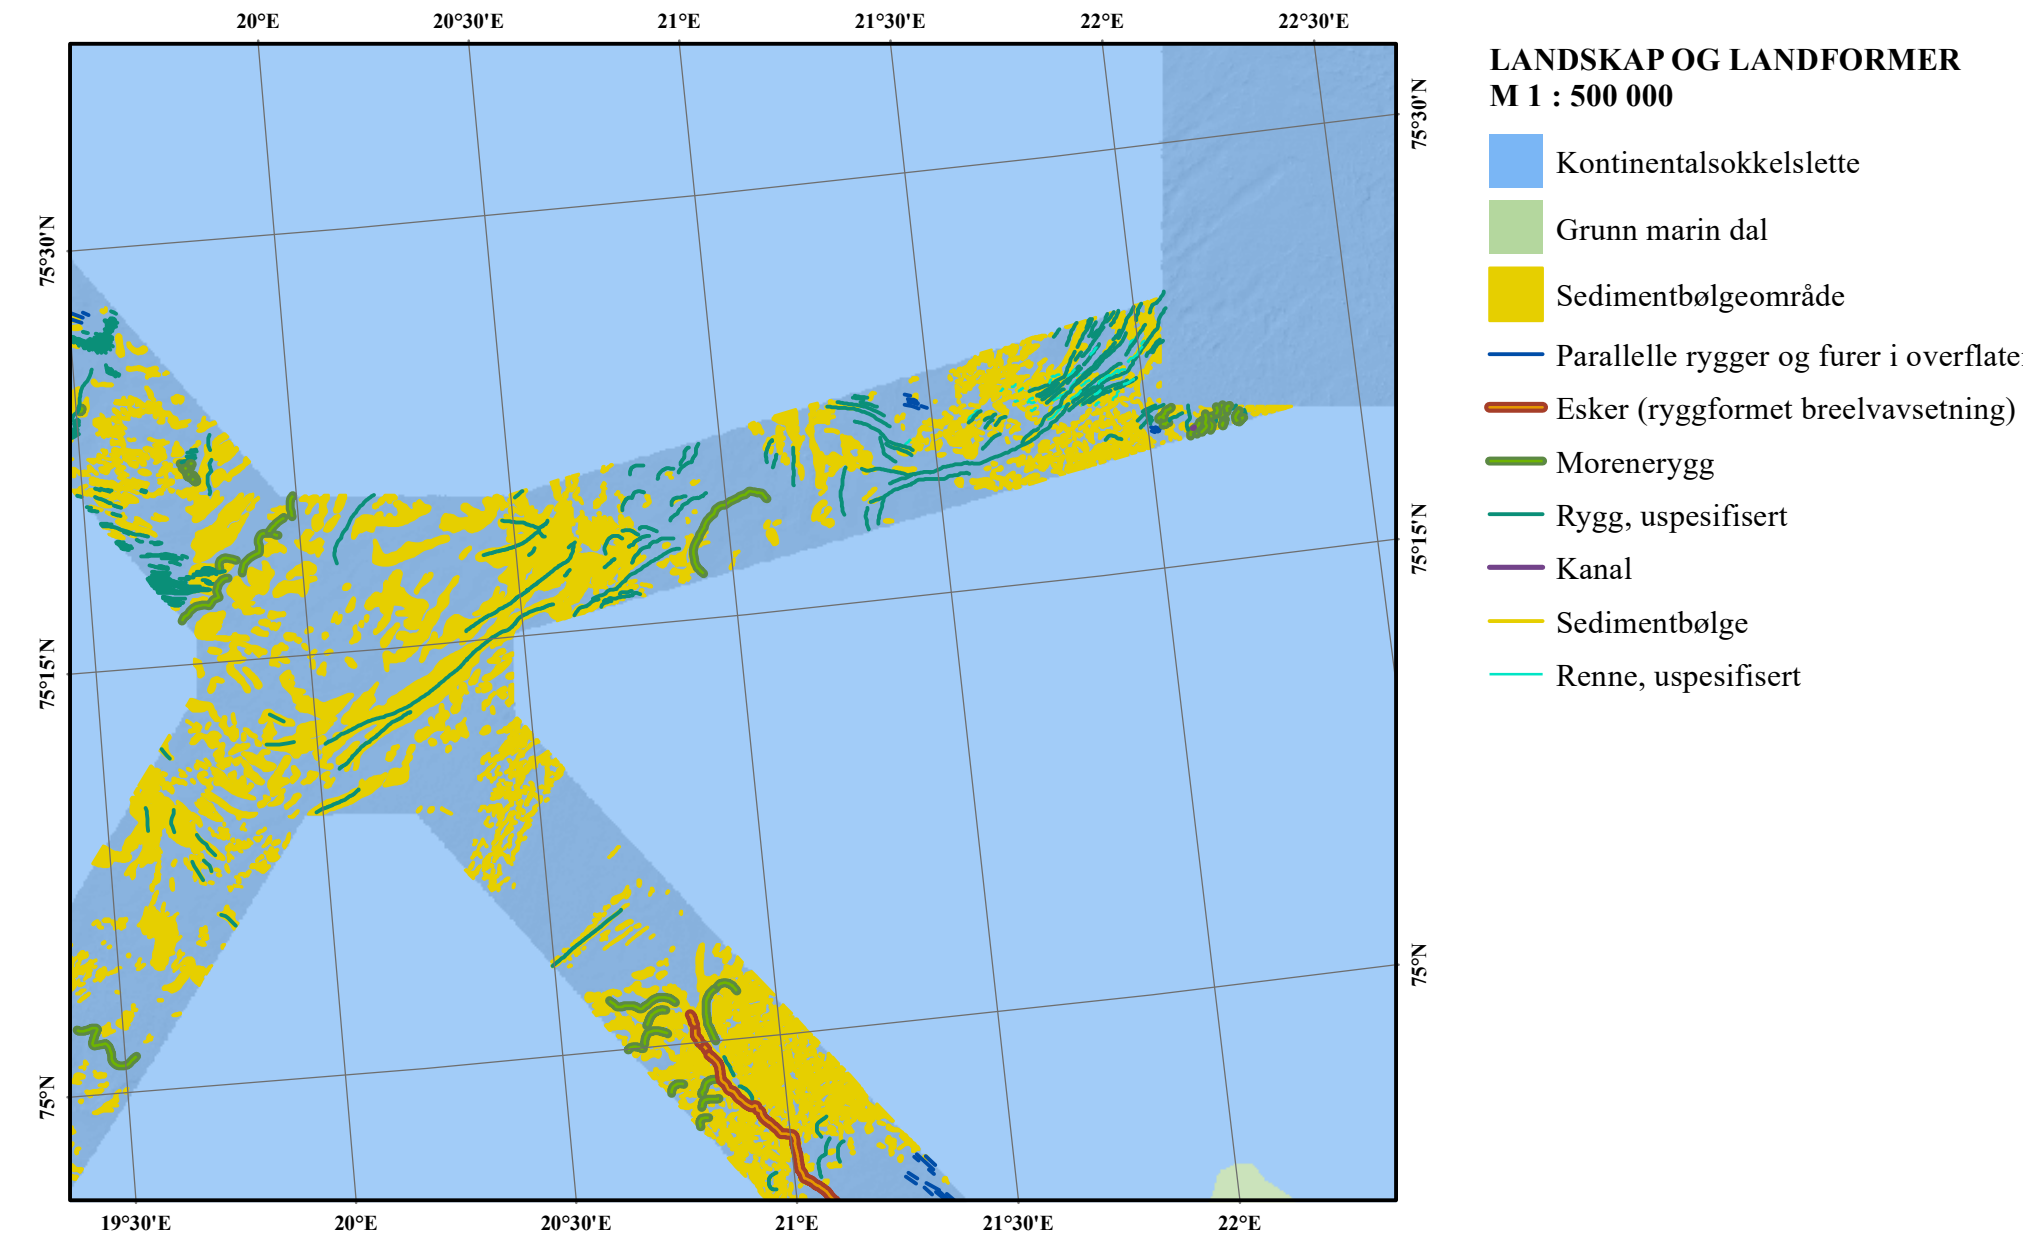 20°E 20°30'E 21°E 21°30'E 22°E 22°30'E
75°30'N
75°15'N
75°N
75°30'N
75°15'N
75°N
19°30'E 20°E 20°30'E 21°E 21°30'E 22°E
LANDSKAP OG LANDFORMER
M 1 : 500 000
Kontinentalsokkelslette
Grunn marin dal
Sedimentbølgeområde
Parallelle rygger og furer i overflate
Esker (ryggformet breelvavsetning)
Morenerygg
Rygg, uspesifisert
Kanal
Sedimentbølge
Renne, uspesifisert